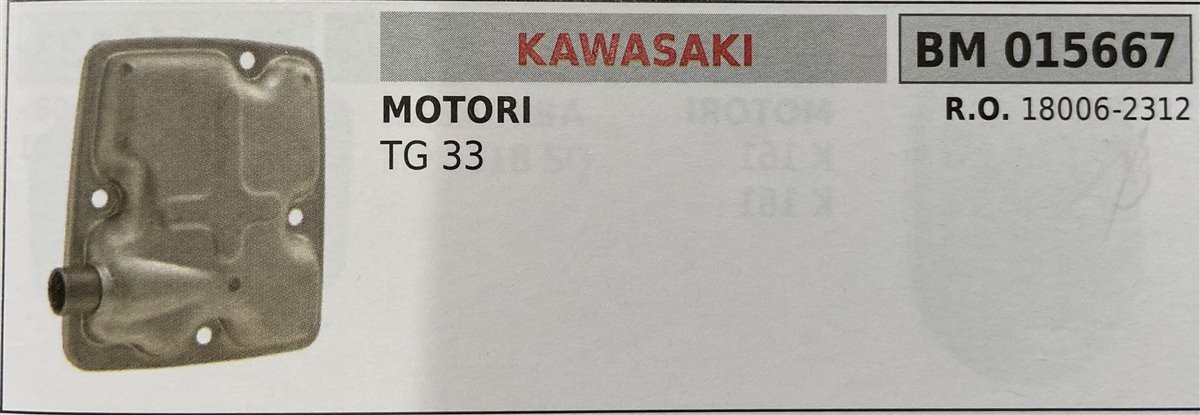 KAWASAKI
BM 015667
MOTORI
R.O. 18006-2312
TG 33